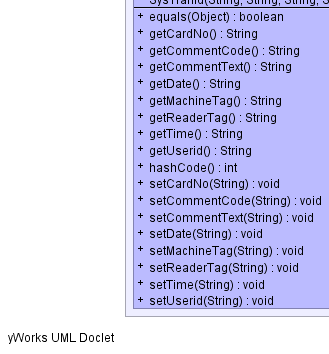 SysTranId(String, String, String, S
+ equals(Object) : boolean
+ getCardNo() : String
+ getCommentCode() : String
+ getCommentText() : String
+ getDate() : String
+ getMachineTag() : String
+ getReaderTag() : String
+ getTime() : String
+ getUserid() : String
+ hashCode() : int
+ setCardNo(String) : void
+ setCommentCode(String) : void
+ setCommentText(String) : void
+ setDate(String) : void
+ setMachineTag(String) : void
+ setReaderTag(String) : void
+ setTime(String) : void
+ setUserid(String) : void
yWorks UML Doclet